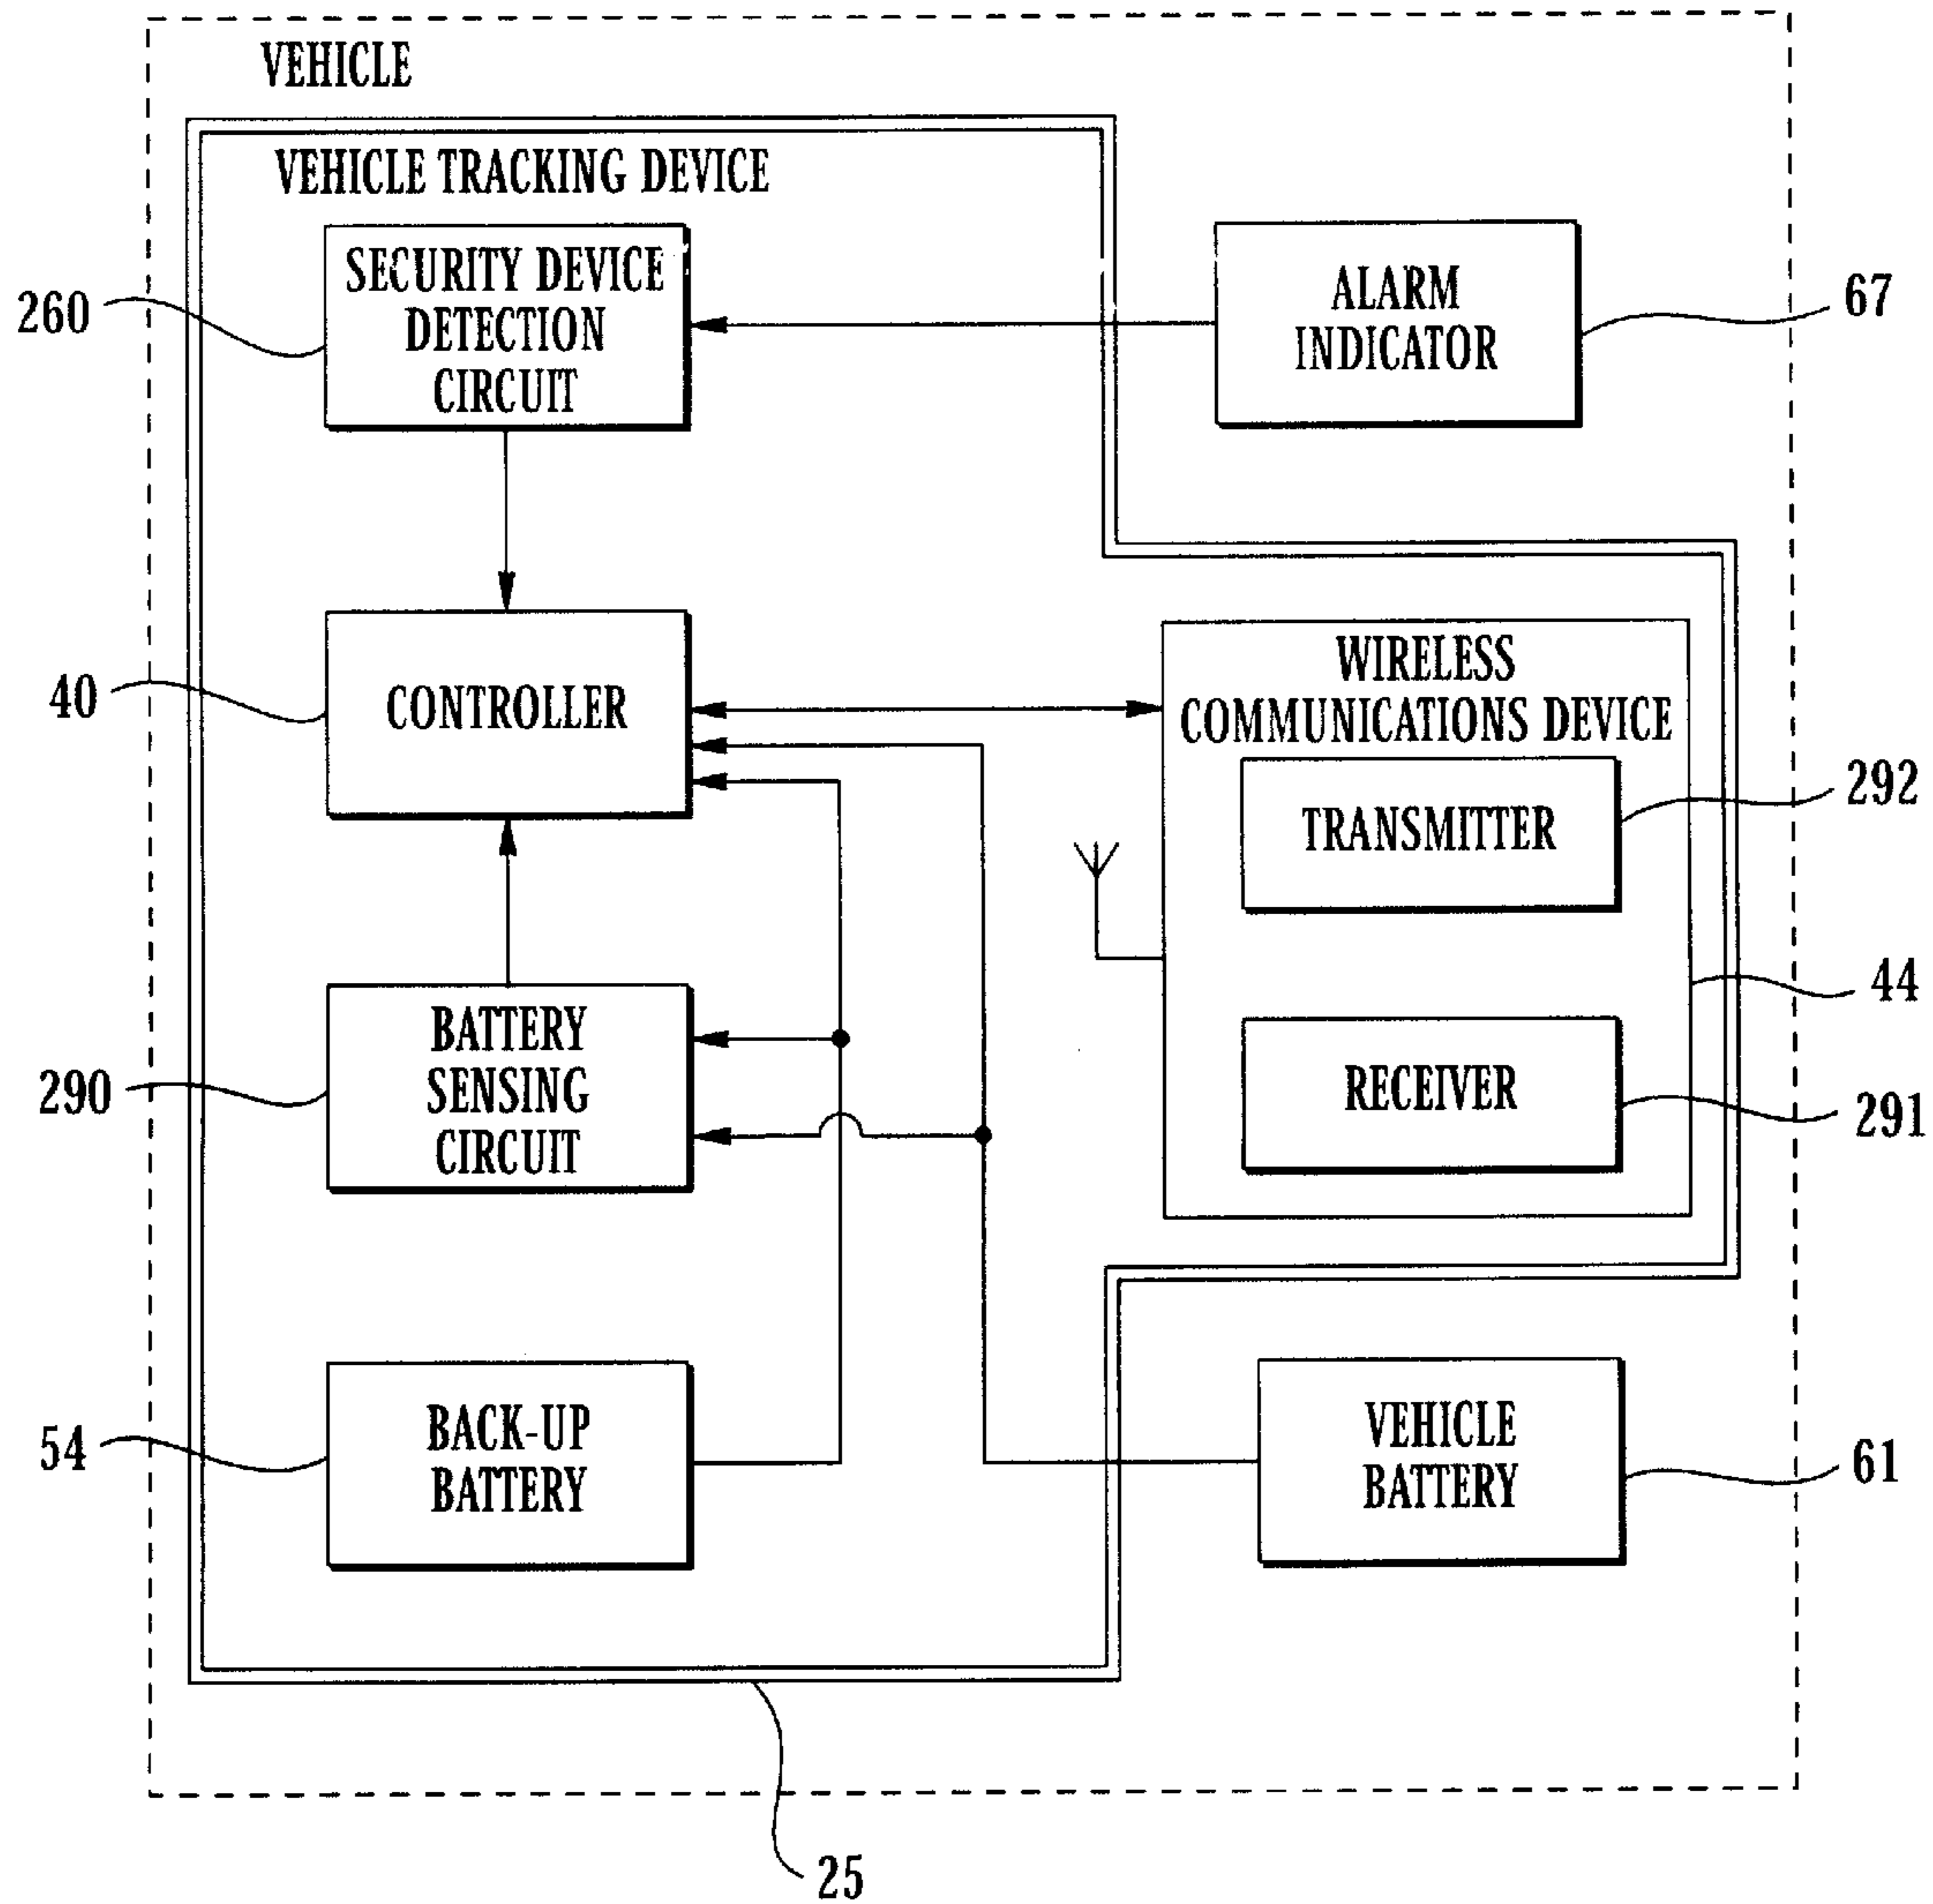 VEHICLE
VEHICLE TRACKING DEVICE
SECURITY DEVICE
DETECTION
CIRCUIT
260
ALARM
INDICATOR
67
40
CONTROLLER
WIRELESS
COMMUNICATIONS DEVICE
TRANSMITTER
292
44
290
BATTERY
SENSING
CIRCUIT
RECEIVER
291
54
BACK-UP
BATTERY
VEHICLE
BATTERY
61
25